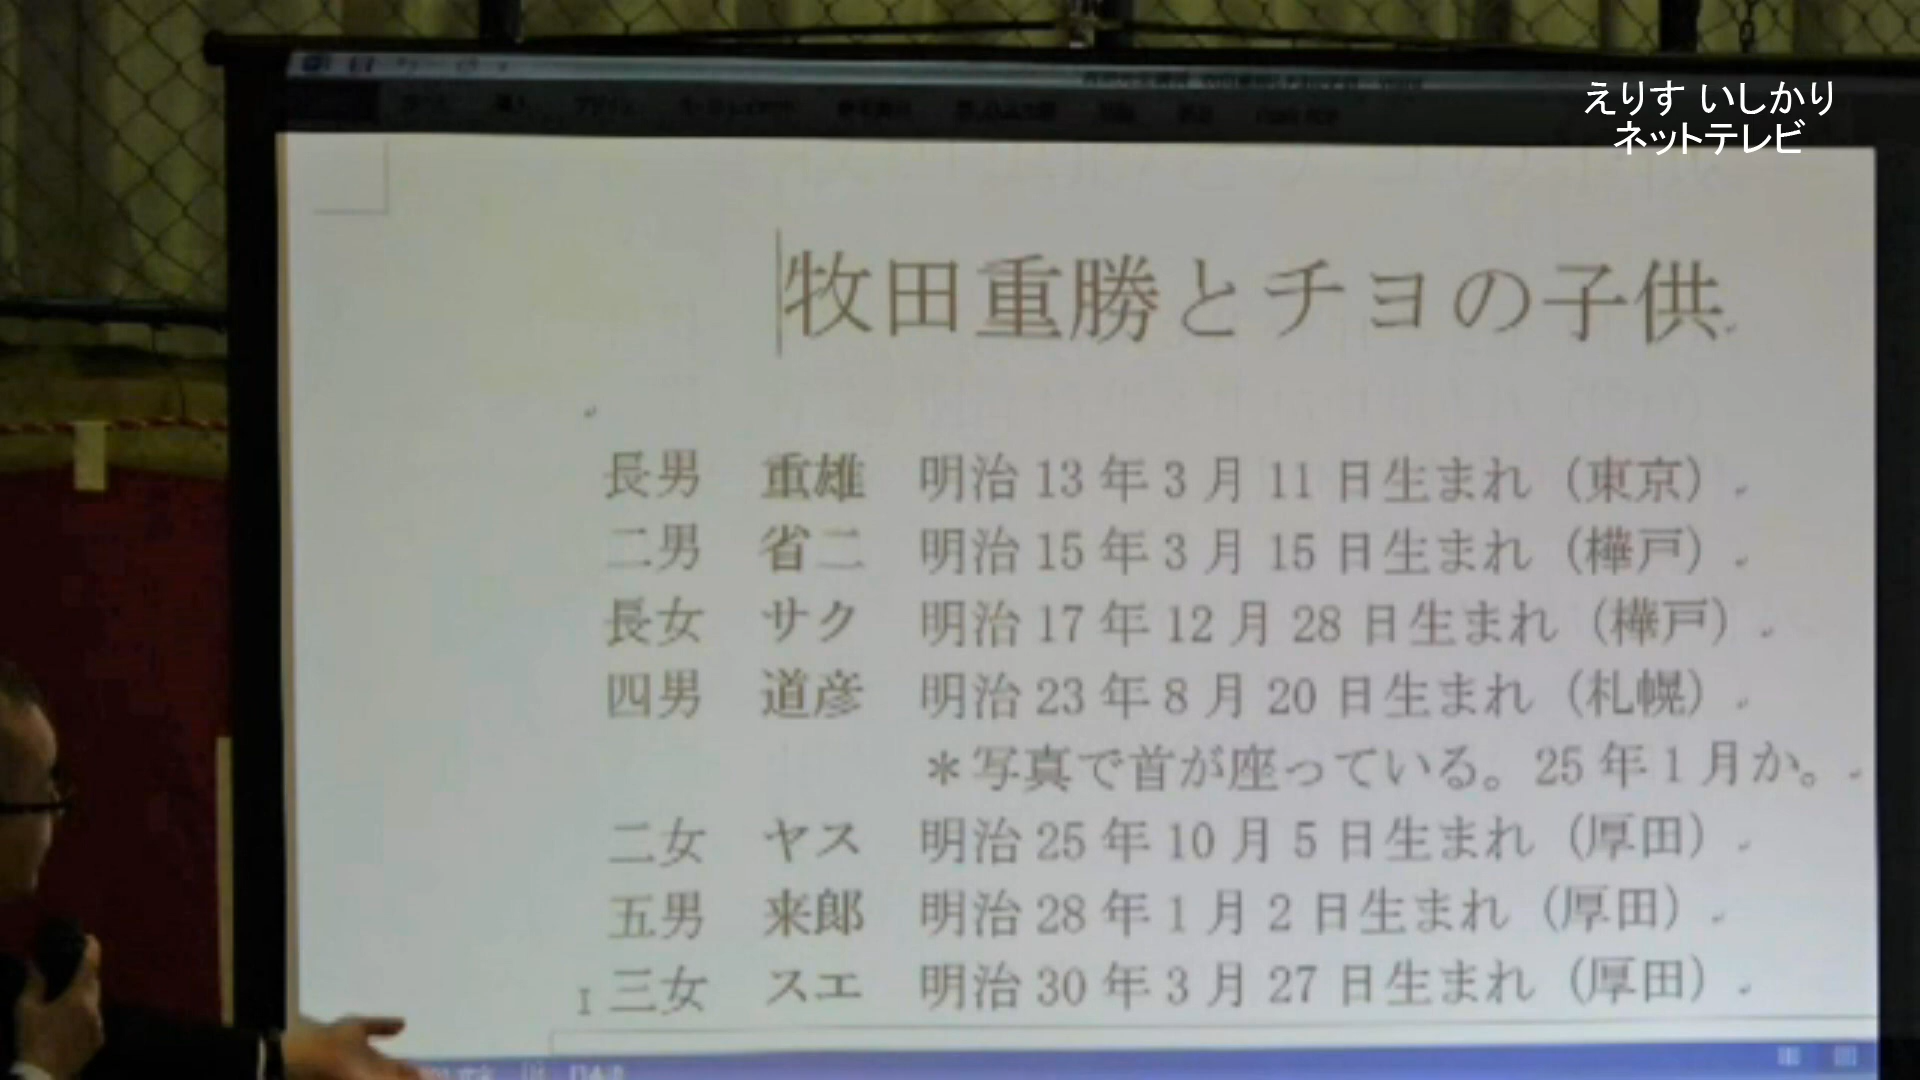 えりす いしかり
ネットテレビ
牧田重勝とチヨの子供
長男 重雄 明治13年3月11日生まれ（東京）
二男 省二 明治15年3月15日生まれ（樺戸）
長女 サク 明治17年12月28日生まれ（樺戸）
四男 道彦 明治23年8月20日生まれ（札幌）
＊写真で首が座っている。25年1月か。
二女 ヤス 明治25年10月5日生まれ（厚田）
五男 来郎 明治28年1月2日生まれ（厚田）
三女 スエ 明治30年3月27日生まれ（厚田）